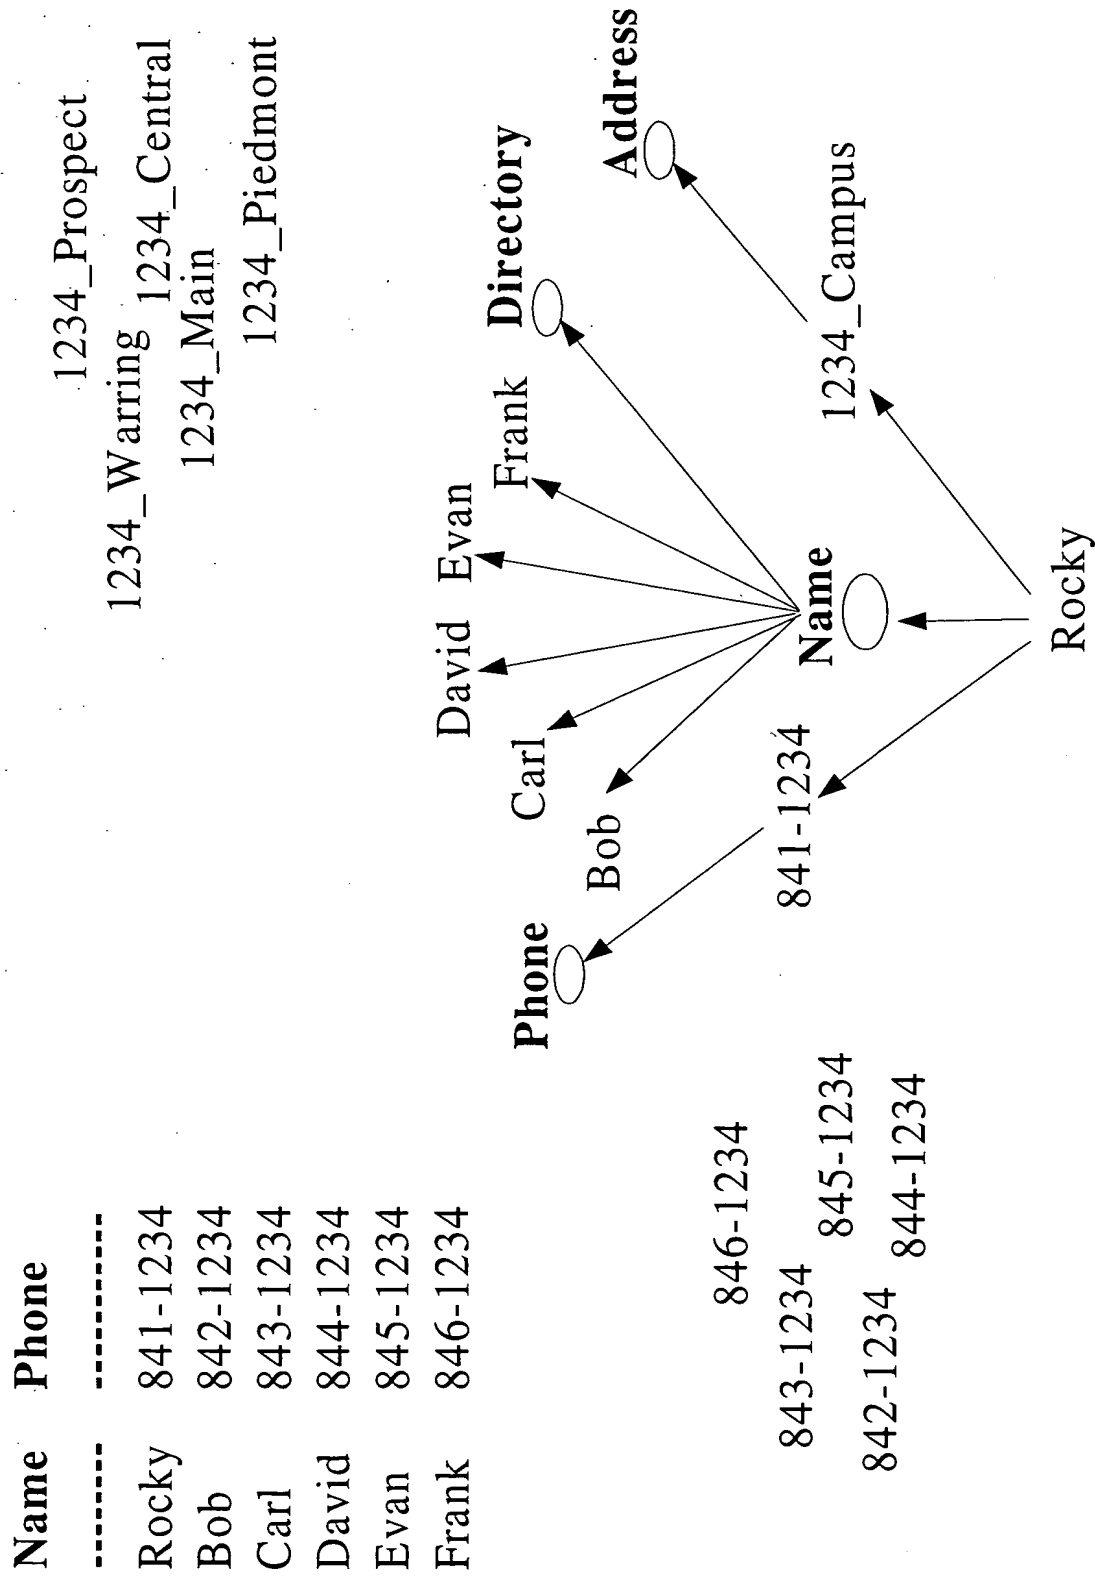 Name Phone
------- ----------
Rocky 841-1234
Bob 842-1234
Carl 843-1234
David 844-1234
Evan 845-1234
Frank 846-1234
1234_Prospect
1234_Warring 1234_Central
1234_Main
1234_Piedmont
David Evan
Carl Frank
Bob
Phone
Directory
Address
846-1234
843-1234
845-1234
842-1234
844-1234
841-1234
Name
1234_Campus
Rocky